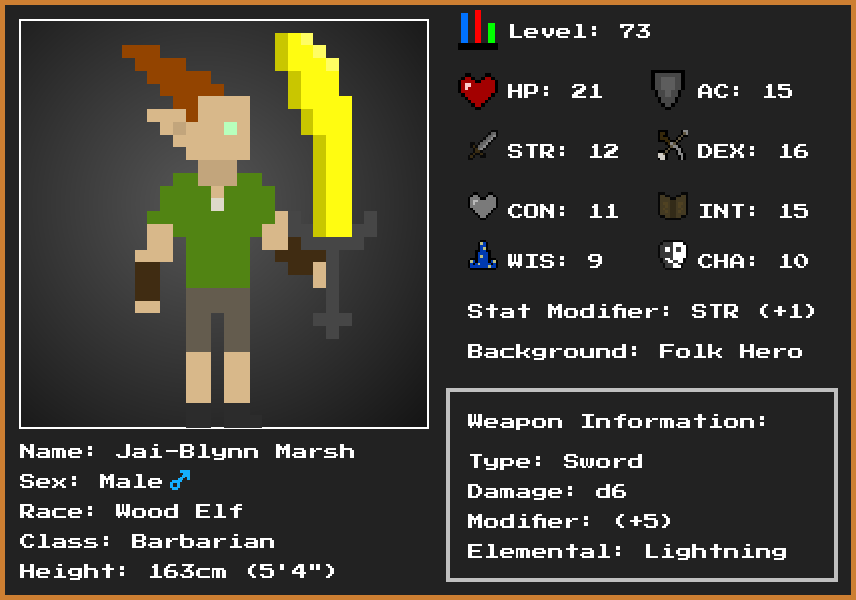 Level: 73
HP: 21
AC: 15
STR: 12
DEX: 16
CON: 11
INT: 15
WIS: 9
CHA: 10
Stat Modifier: STR (+1)
Background: Folk Hero
Weapon Information:
Type: Sword
Damage: d6
Modifier: (+5)
Elemental: Lightning
Name: Jai-Blynn Marsh
Sex: Male♂
Race: Wood Elf
Class: Barbarian
Height: 163cm (5'4")